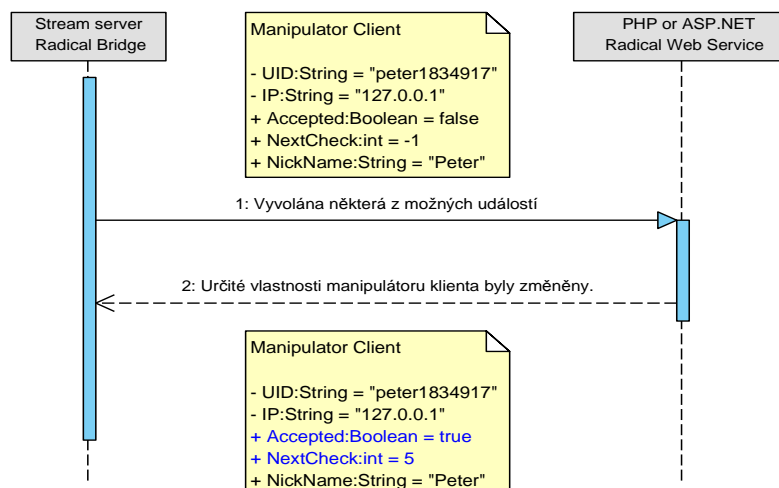 Stream server
Radical Bridge
Manipulator Client
- UID:String = "peter1834917"
- IP:String = "127.0.0.1"
+ Accepted:Boolean = false
+ NextCheck:int = -1
+ NickName:String = "Peter"
PHP or ASP.NET
Radical Web Service
1: Vyvolána některá z možných událostí
2: Určité vlastnosti manipulátoru klienta byly změněny.
Manipulator Client
- UID:String = "peter1834917"
- IP:String = "127.0.0.1"
+ Accepted:Boolean = true
+ NextCheck:int = 5
+ NickName:String = "Peter"